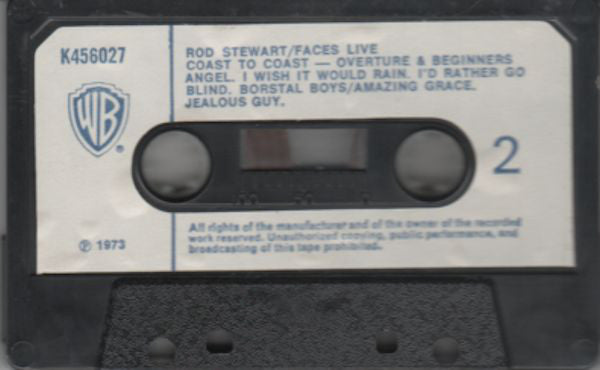 K456027
ROD STEWART/FACES LIVE
COAST TO COAST — OVERTURE & BEGINNERS
ANGEL. I WISH IT WOULD RAIN. I'D RATHER GO
BLIND. BORSTAL BOYS/AMAZING GRACE.
JEALOUS GUY.
WB
®
2
All rights of the manufacturer and of the owner of the recorded
work reserved. Unauthorized copying, public performance, and
broadcasting of this tape prohibited.
℗ 1973